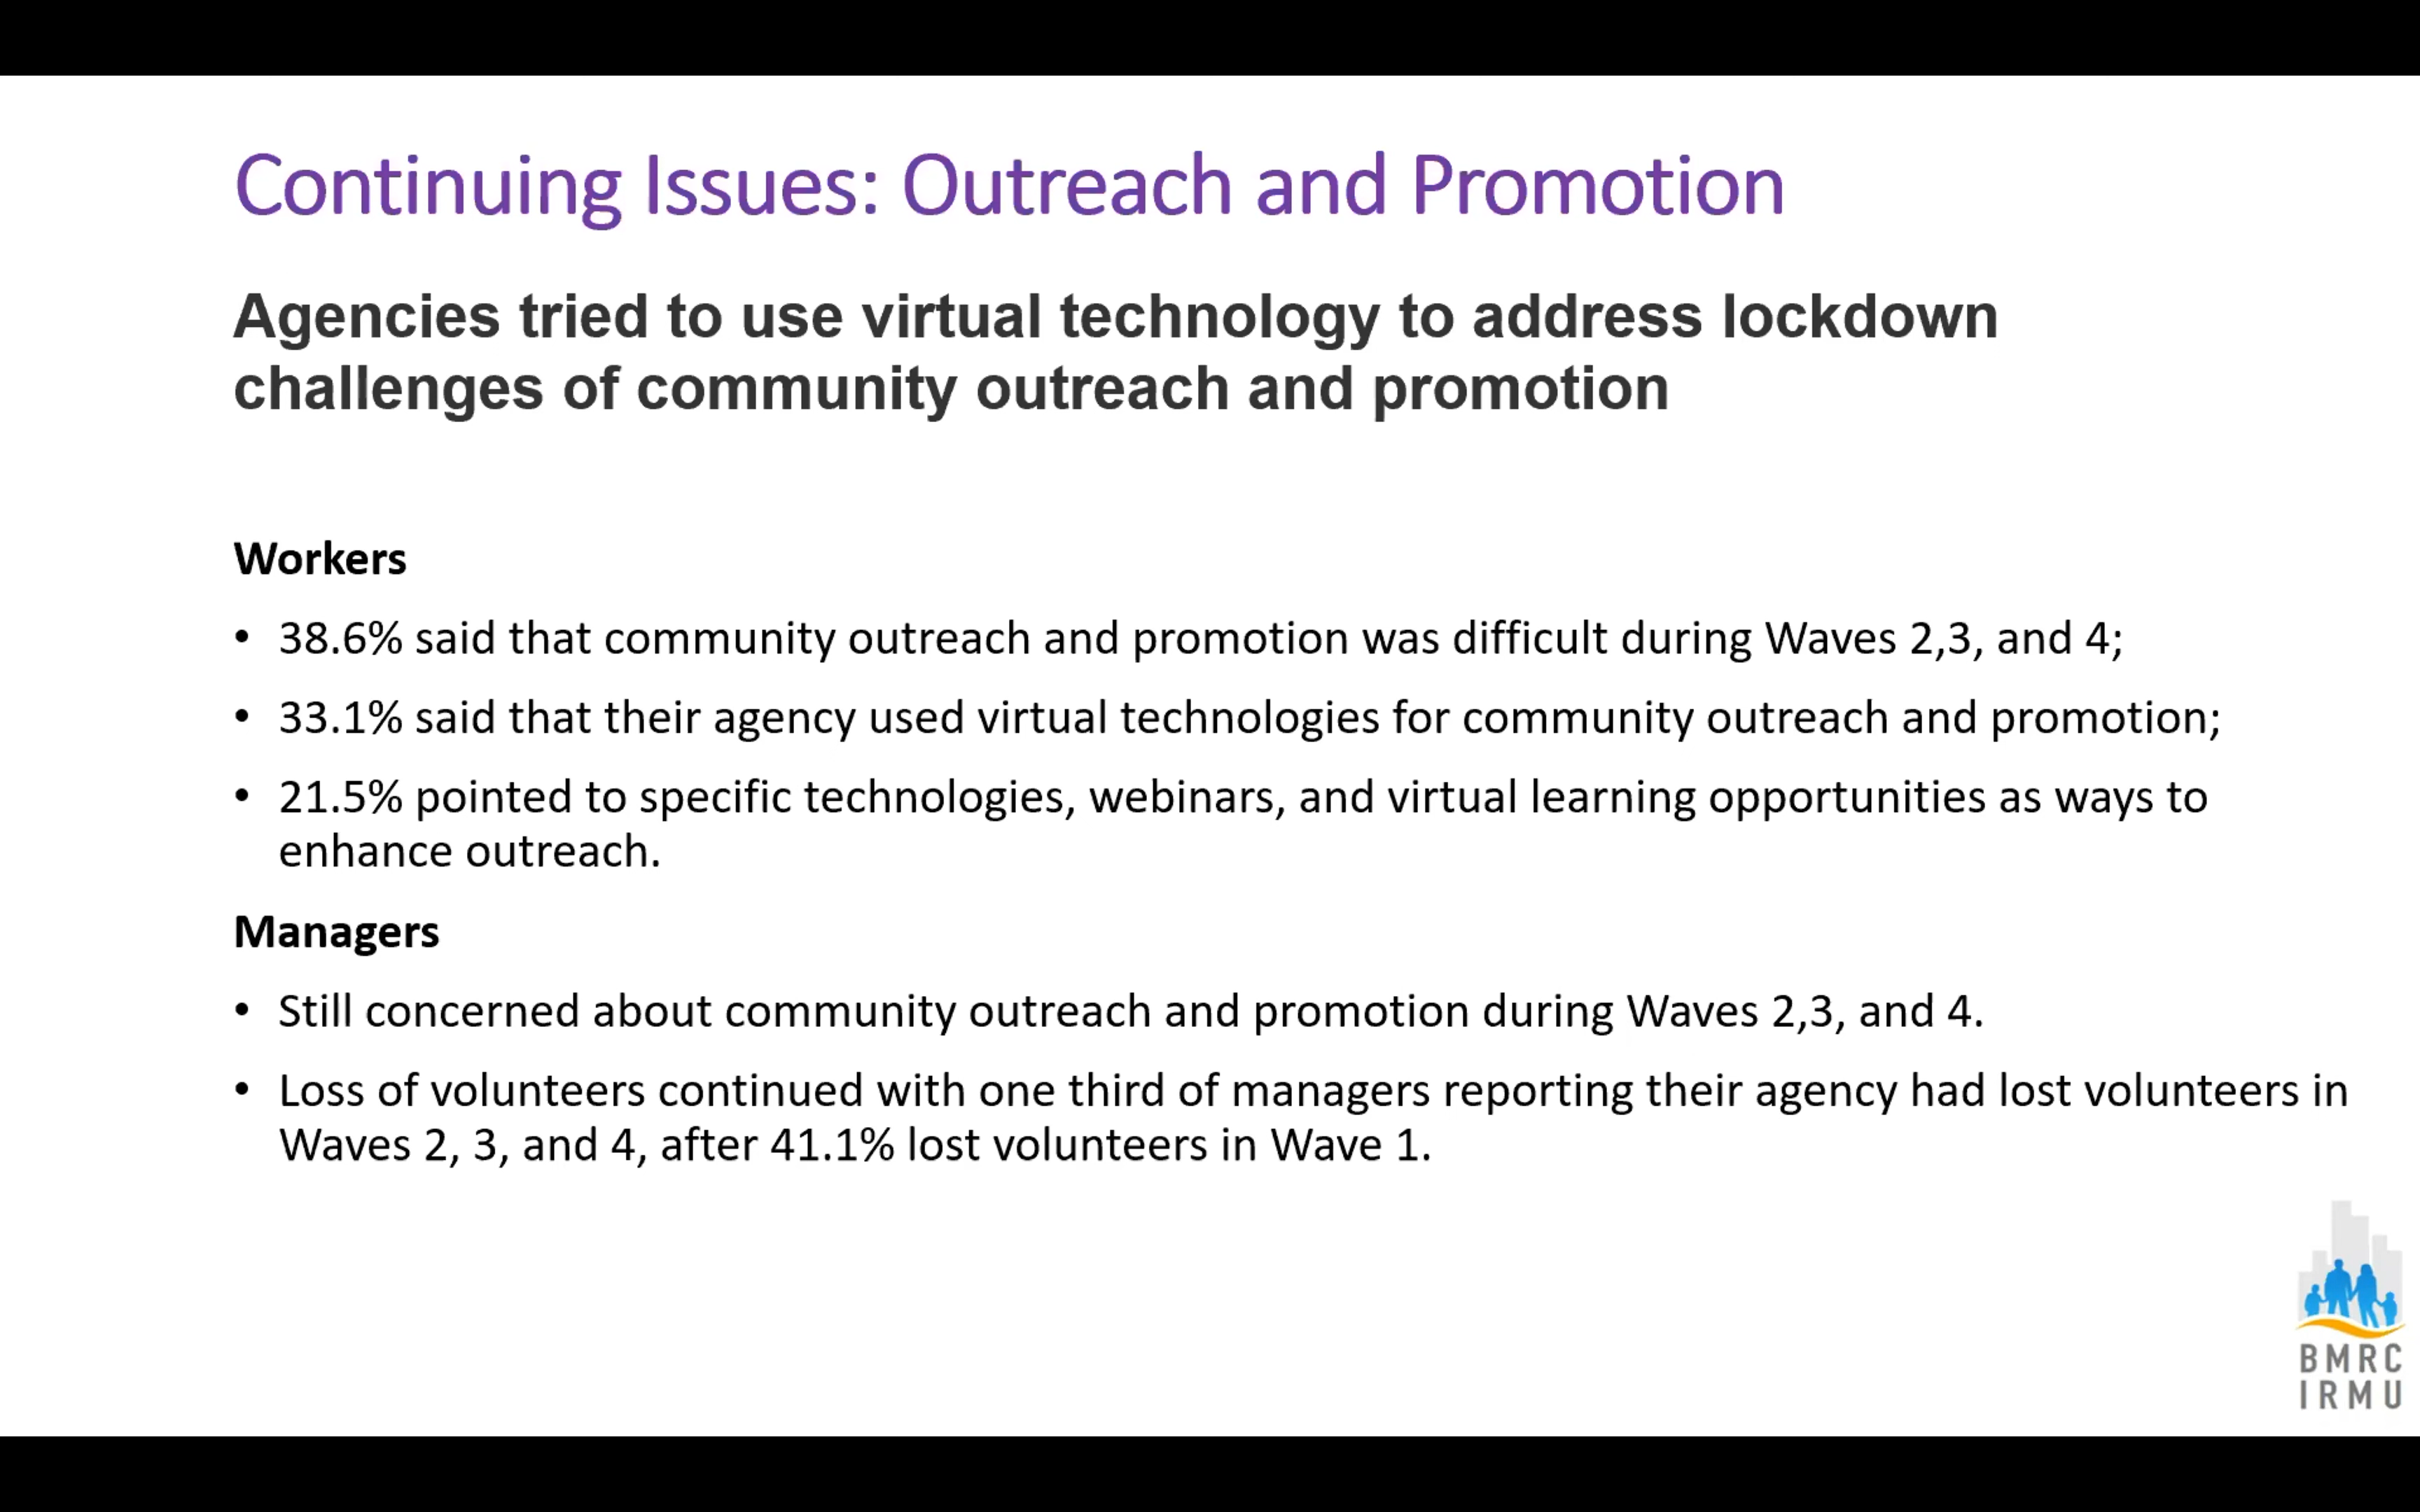 Continuing Issues: Outreach and Promotion
Agencies tried to use virtual technology to address lockdown
challenges of community outreach and promotion
Workers
• 38.6% said that community outreach and promotion was difficult during Waves 2,3, and 4;
• 33.1% said that their agency used virtual technologies for community outreach and promotion;
• 21.5% pointed to specific technologies, webinars, and virtual learning opportunities as ways to
enhance outreach.
Managers
• Still concerned about community outreach and promotion during Waves 2,3, and 4.
• Loss of volunteers continued with one third of managers reporting their agency had lost volunteers in
Waves 2, 3, and 4, after 41.1% lost volunteers in Wave 1.
BMRC
IRMU